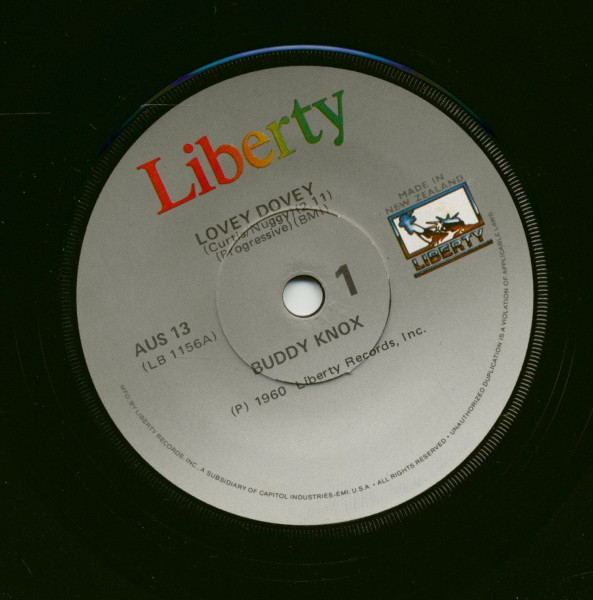 Liberty
LOVEY DOVEY
(Curtis/Nuggy)(2.11)
(Progressive)(BMI)
MADE IN
NEW ZEALAND
LIBERTY
1
AUS 13
(LB 1156A)
BUDDY KNOX
(P) 1960 Liberty Records, Inc.
MFD BY LIBERTY RECORDS, INC., A SUBSIDIARY OF CAPITOL INDUSTRIES-EMI, U.S.A. • ALL RIGHTS RESERVED • UNAUTHORIZED DUPLICATION IS A VIOLATION OF APPLICABLE LAWS